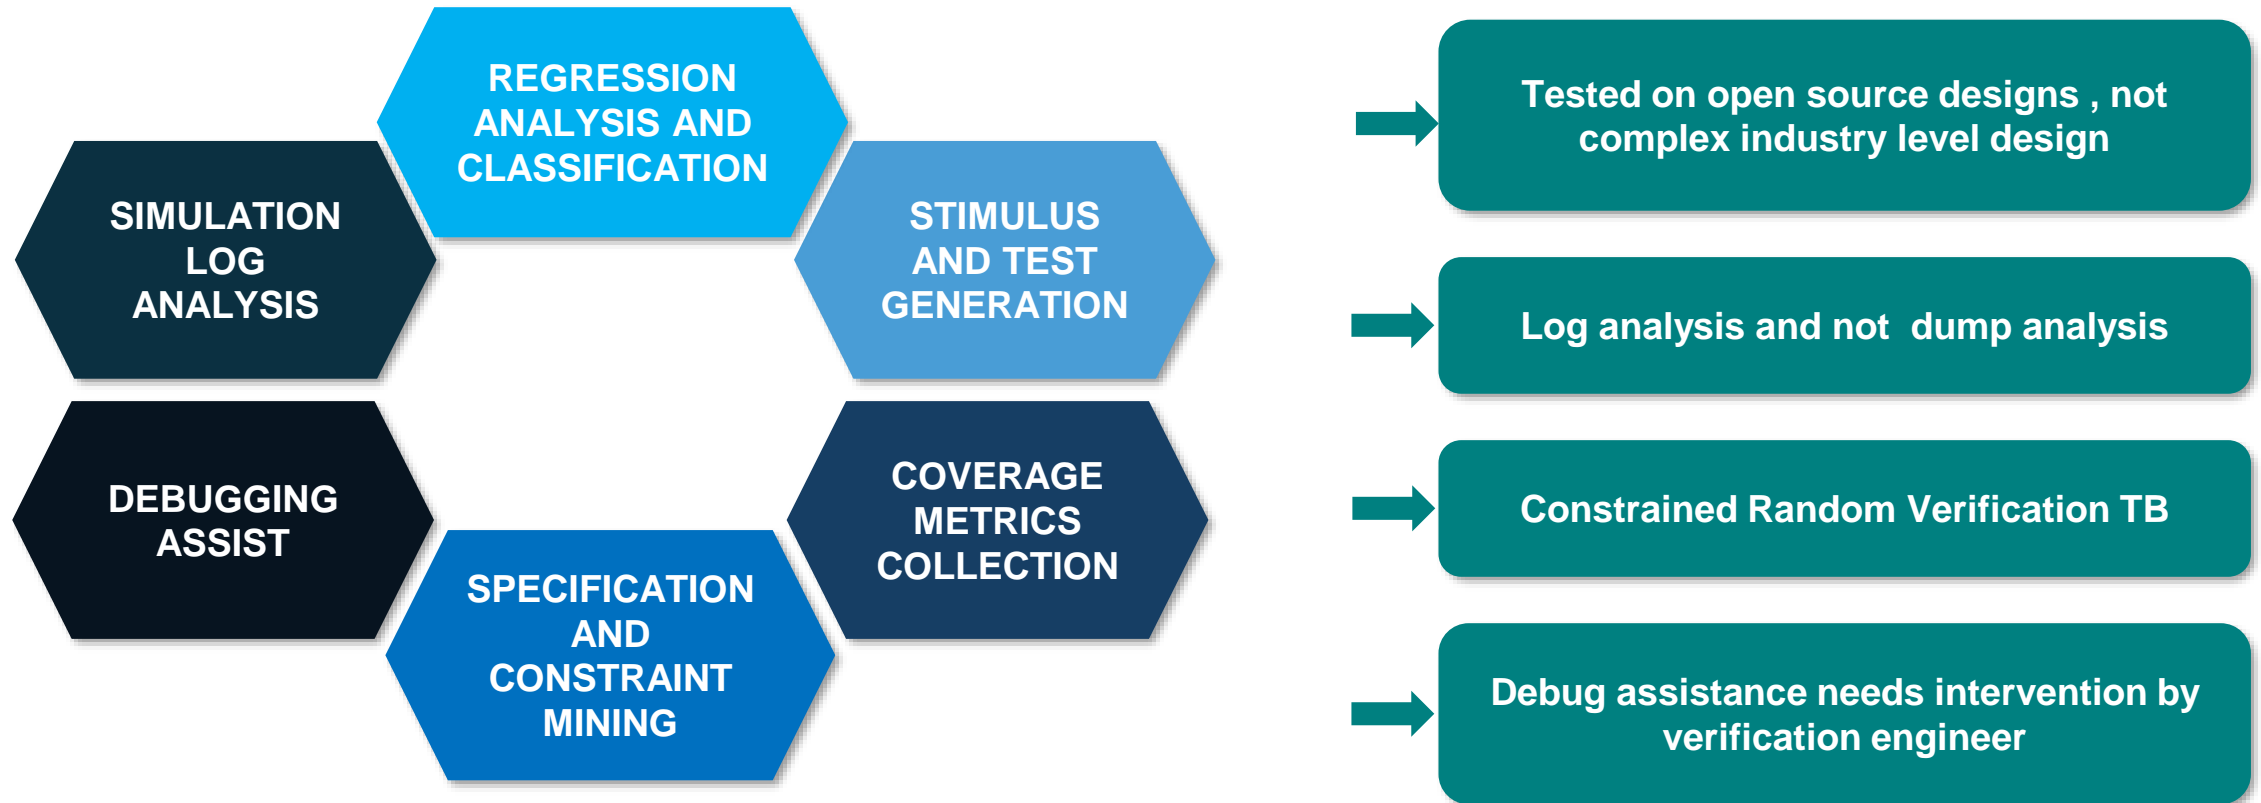 REGRESSION
ANALYSIS AND
CLASSIFICATION
SIMULATION
LOG
ANALYSIS
STIMULUS
AND TEST
GENERATION
DEBUGGING
ASSIST
COVERAGE
METRICS
COLLECTION
SPECIFICATION
AND
CONSTRAINT
MINING
Tested on open source designs , not
complex industry level design
Log analysis and not  dump analysis
Constrained Random Verification TB
Debug assistance needs intervention by
verification engineer